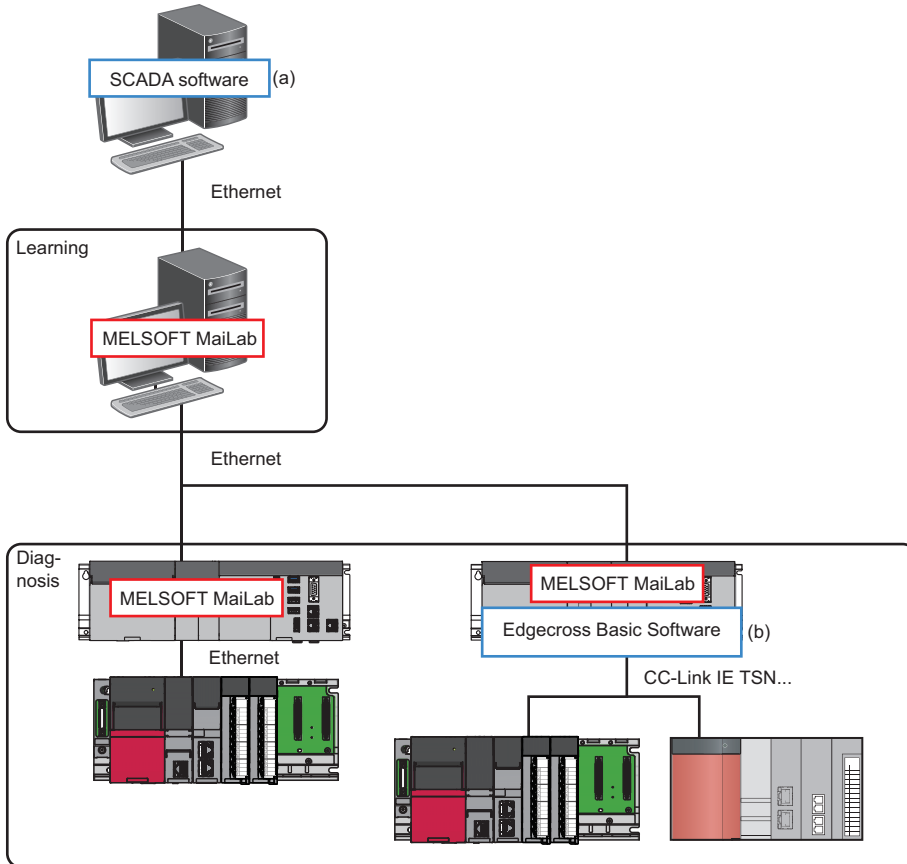 SCADA software
(a)
Ethernet
Learning
MELSOFT MaiLab
Ethernet
Diag-
nosis
MELSOFT MaiLab
MELSOFT MaiLab
Edgecross Basic Software
(b)
Ethernet
CC-Link IE TSN...